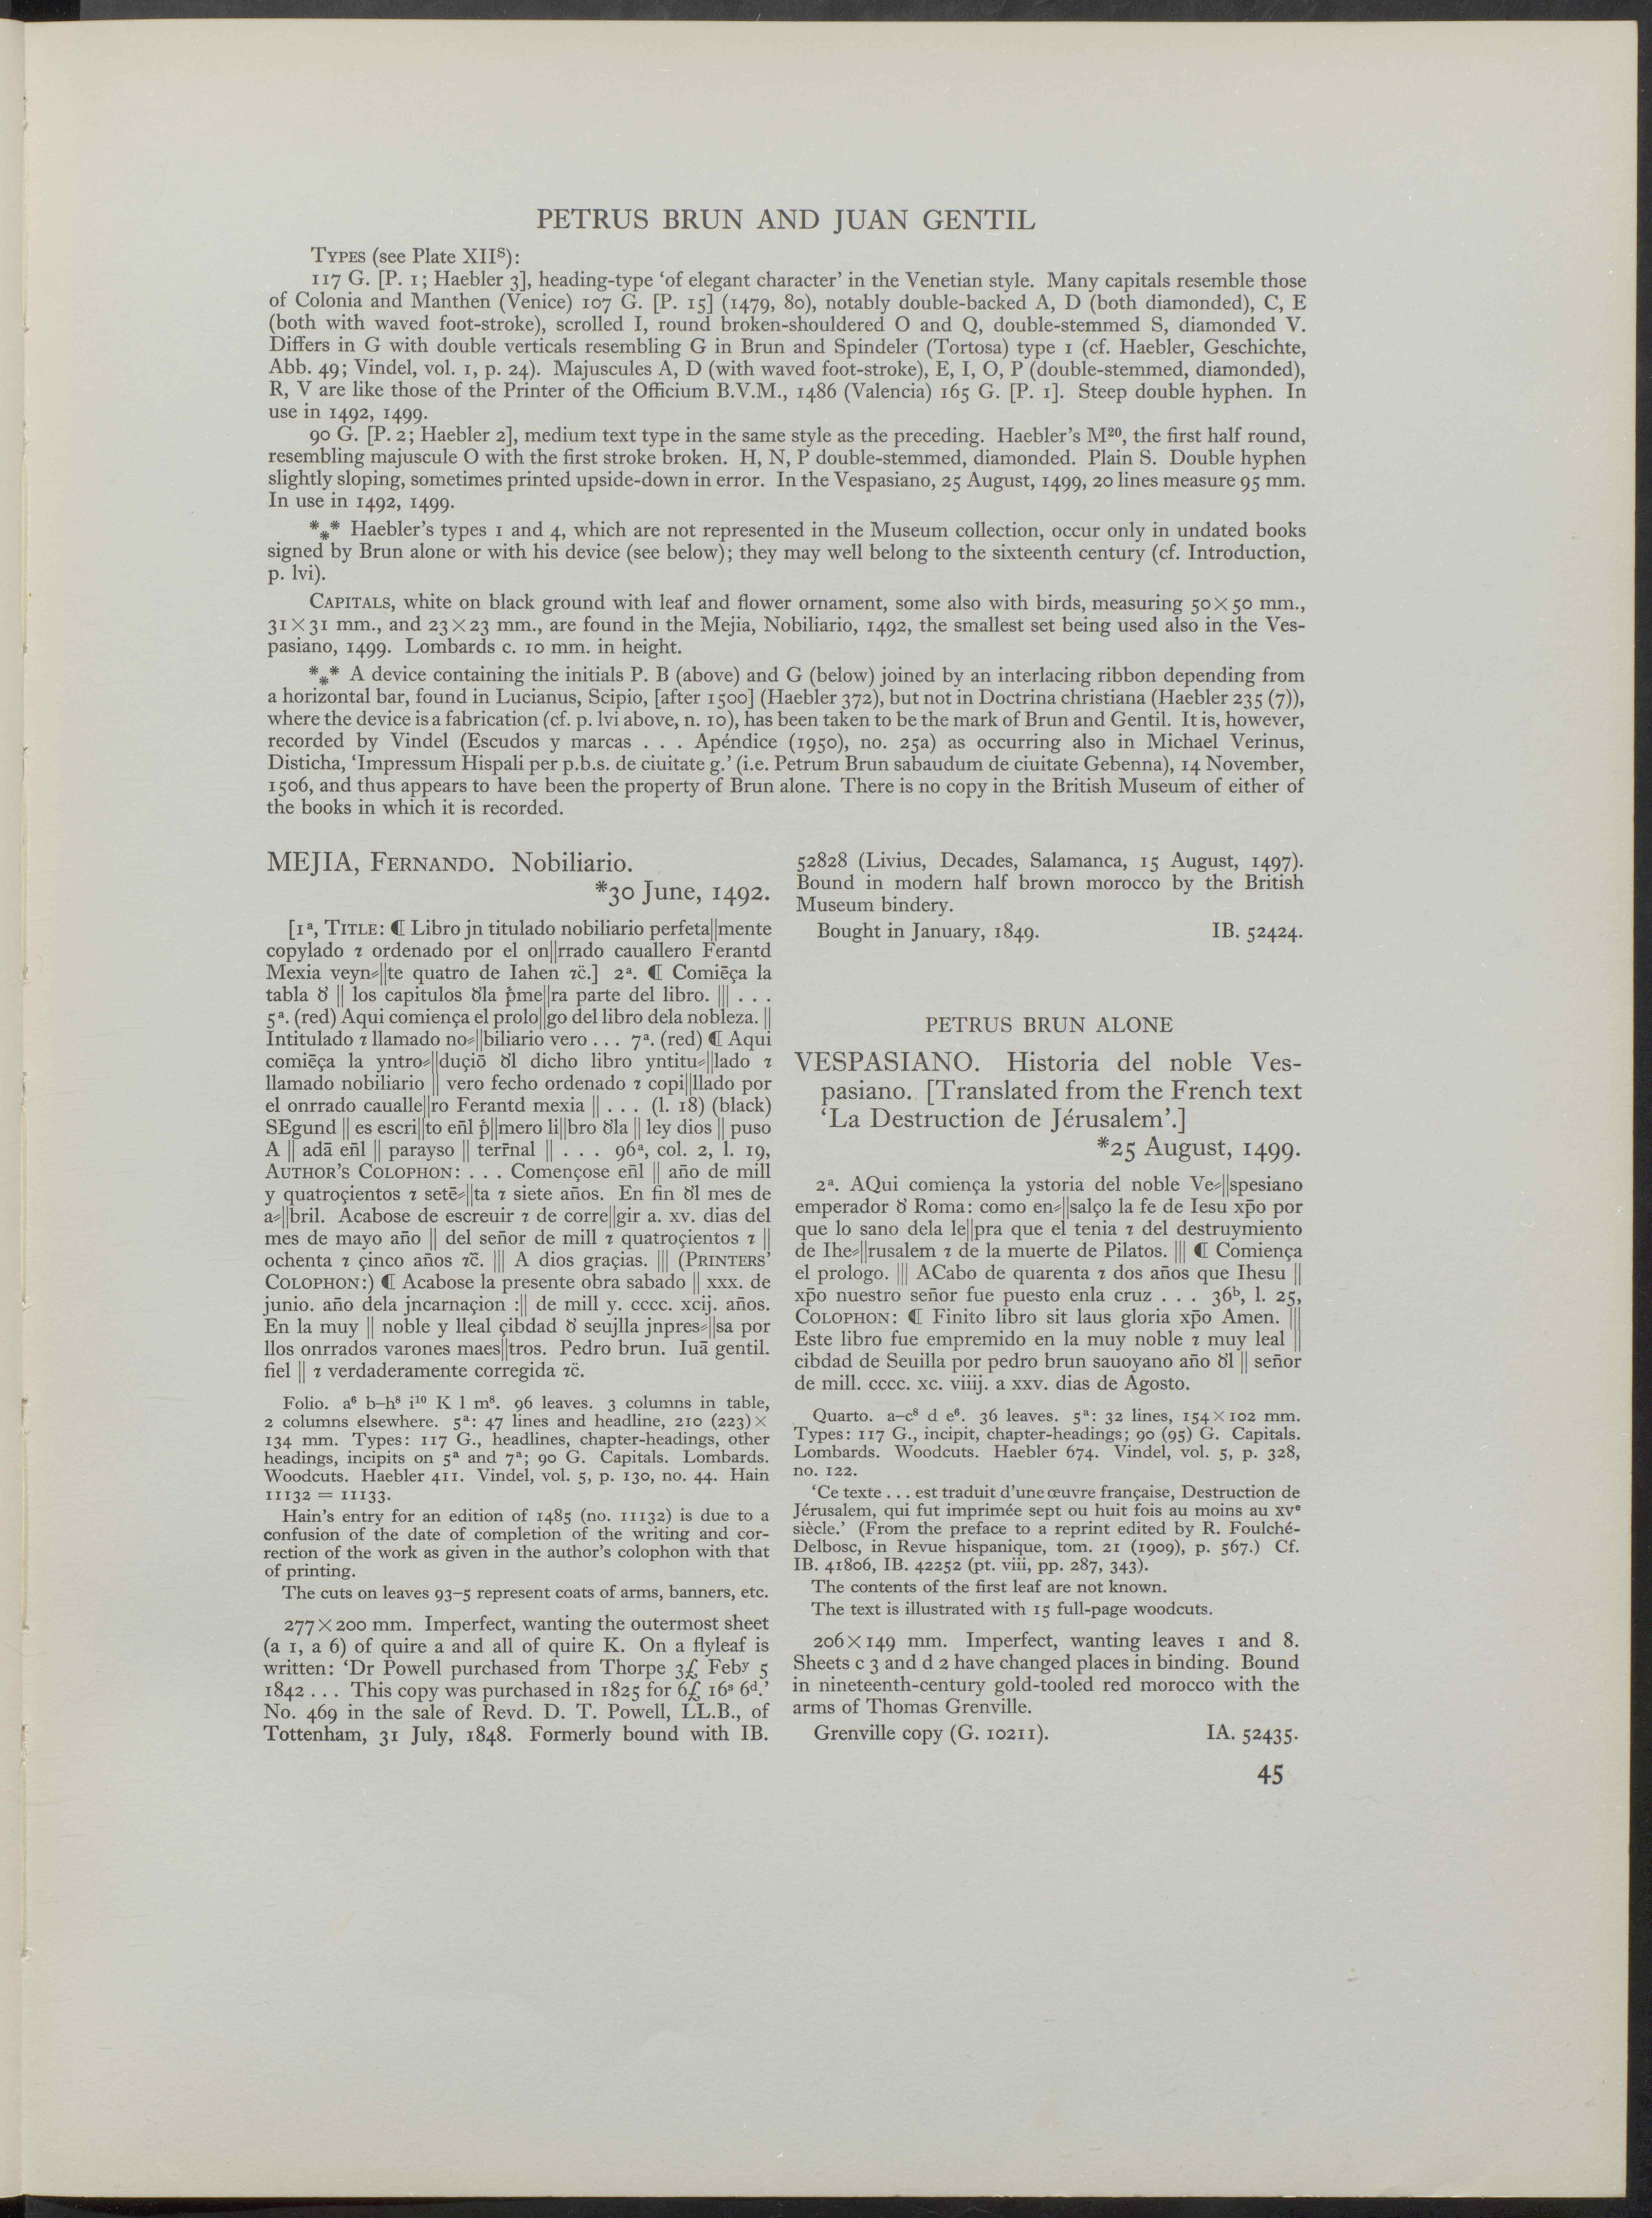 PETRUS BRUN AND JUAN GENTIL
TYPES (see Plate XIIˢ):
117 G. [P. 1; Haebler 3], heading-type ‘of elegant character’ in the Venetian style. Many capitals resemble those
of Colonia and Manthen (Venice) 107 G. [P. 15] (1479, 80), notably double-backed A, D (both diamonded), C, E
(both with waved foot-stroke), scrolled I, round broken-shouldered O and Q, double-stemmed S, diamonded V.
Differs in G with double verticals resembling G in Brun and Spindeler (Tortosa) type 1 (cf. Haebler, Geschichte,
Abb. 49; Vindel, vol. 1, p. 24). Majuscules A, D (with waved foot-stroke), E, I, O, P (double-stemmed, diamonded),
R, V are like those of the Printer of the Officium B.V.M., 1486 (Valencia) 165 G. [P. 1]. Steep double hyphen. In
use in 1492, 1499.
90 G. [P. 2; Haebler 2], medium text type in the same style as the preceding. Haebler’s M²⁰, the first half round,
resembling majuscule O with the first stroke broken. H, N, P double-stemmed, diamonded. Plain S. Double hyphen
slightly sloping, sometimes printed upside-down in error. In the Vespasiano, 25 August, 1499, 20 lines measure 95 mm.
In use in 1492, 1499.
*⁎* Haebler’s types 1 and 4, which are not represented in the Museum collection, occur only in undated books
signed by Brun alone or with his device (see below); they may well belong to the sixteenth century (cf. Introduction,
p. lvi).
CAPITALS, white on black ground with leaf and flower ornament, some also with birds, measuring 50×50 mm.,
31×31 mm., and 23×23 mm., are found in the Mejia, Nobiliario, 1492, the smallest set being used also in the Ves-
pasiano, 1499. Lombards c. 10 mm. in height.
*⁎* A device containing the initials P. B (above) and G (below) joined by an interlacing ribbon depending from
a horizontal bar, found in Lucianus, Scipio, [after 1500] (Haebler 372), but not in Doctrina christiana (Haebler 235 (7)),
where the device is a fabrication (cf. p. lvi above, n. 10), has been taken to be the mark of Brun and Gentil. It is, however,
recorded by Vindel (Escudos y marcas . . . Apéndice (1950), no. 25a) as occurring also in Michael Verinus,
Disticha, ‘Impressum Hispali per p.b.s. de ciuitate g.’ (i.e. Petrum Brun sabaudum de ciuitate Gebenna), 14 November,
1506, and thus appears to have been the property of Brun alone. There is no copy in the British Museum of either of
the books in which it is recorded.
MEJIA, FERNANDO. Nobiliario.
*30 June, 1492.
[1ᵃ, TITLE: ⸿ Libro jn titulado nobiliario perfeta||mente
copylado ⁊ ordenado por el on||rrado cauallero Ferantd
Mexia veyn⸗||te quatro de Iahen ⁊c̈.] 2ᵃ. ⸿ Comiēça la
tabla ꝺ̉ || los capitulos ꝺ̉la p̉me||ra parte del libro. ||| . . .
5ᵃ. (red) Aqui comiença el prolo||go del libro dela nobleza. ||
Intitulado ⁊ llamado no⸗||biliario vero . . . 7ᵃ. (red) ⸿ Aqui
comiēça la yntro⸗||duçiō ꝺ̉l dicho libro yntitu⸗||lado ⁊
llamado nobiliario || vero fecho ordenado ⁊ copi||llado por
el onrrado caualle||ro Ferantd mexia || . . . (l. 18) (black)
SEgund || es escri||to en̄l p̉||mero li||bro ꝺ̉la || ley dios || puso
A || adā en̄l || parayso || terr̄nal || . . . 96ᵃ, col. 2, l. 19,
AUTHOR’S COLOPHON: . . . Començose en̄l || año de mill
y quatroçientos ⁊ setē⸗||ta ⁊ siete años. En fin ꝺ̉l mes de
a⸗||bril. Acabose de escreuir ⁊ de corre||gir a. xv. dias del
mes de mayo año || del señor de mill ⁊ quatroçientos ⁊ ||
ochenta ⁊ çinco años ⁊c̃. ||| A dios graçias. ||| (PRINTERS’
COLOPHON:) ⸿ Acabose la presente obra sabado || xxx. de
junio. año dela jncarnaçion :|| de mill y. cccc. xcij. años.
En la muy || noble y lleal çibdad ꝺ̉ seujlla jnpres⸗||sa por
llos onrrados varones maes||tros. Pedro brun. Iuā gentil.
fiel || ⁊ verdaderamente corregida ⁊c̈.
Folio. a⁶ b–h⁸ i¹⁰ K l m⁸. 96 leaves. 3 columns in table,
2 columns elsewhere. 5ᵃ: 47 lines and headline, 210 (223)×
134 mm. Types: 117 G., headlines, chapter-headings, other
headings, incipits on 5ᵃ and 7ᵃ; 90 G. Capitals. Lombards.
Woodcuts. Haebler 411. Vindel, vol. 5, p. 130, no. 44. Hain
11132 = 11133.
Hain’s entry for an edition of 1485 (no. 11132) is due to a
confusion of the date of completion of the writing and cor-
rection of the work as given in the author’s colophon with that
of printing.
The cuts on leaves 93–5 represent coats of arms, banners, etc.
277×200 mm. Imperfect, wanting the outermost sheet
(a 1, a 6) of quire a and all of quire K. On a flyleaf is
written: ‘Dr Powell purchased from Thorpe 3£ Febʸ 5
1842 . . . This copy was purchased in 1825 for 6£ 16ˢ 6ᵈ.’
No. 469 in the sale of Revd. D. T. Powell, LL.B., of
Tottenham, 31 July, 1848. Formerly bound with IB.
52828 (Livius, Decades, Salamanca, 15 August, 1497).
Bound in modern half brown morocco by the British
Museum bindery.
Bought in January, 1849. IB. 52424.
PETRUS BRUN ALONE
VESPASIANO. Historia del noble Ves-
pasiano. [Translated from the French text
‘La Destruction de Jérusalem’.]
*25 August, 1499.
2ᵃ. AQui comiença la ystoria del noble Ve⸗||spesiano
emperador ꝺ̉ Roma: como en⸗||salço la fe de Iesu xp̄o por
que lo sano dela le||pra que el tenia ⁊ del destruymiento
de Ihe⸗||rusalem ⁊ de la muerte de Pilatos. ||| ⸿ Comiença
el prologo. ||| ACabo de quarenta ⁊ dos años que Ihesu ||
xp̄o nuestro señor fue puesto enla cruz . . . 36ᵇ, l. 25,
COLOPHON: ⸿ Finito libro sit laus gloria xp̄o Amen. |||
Este libro fue empremido en la muy noble ⁊ muy leal ||
cibdad de Seuilla por pedro brun sauoyano año ꝺ̉l || señor
de mill. cccc. xc. viiij. a xxv. dias de Agosto.
Quarto. a–c⁸ d e⁶. 36 leaves. 5ᵃ: 32 lines, 154×102 mm.
Types: 117 G., incipit, chapter-headings; 90 (95) G. Capitals.
Lombards. Woodcuts. Haebler 674. Vindel, vol. 5, p. 328,
no. 122.
‘Ce texte . . . est traduit d’une œuvre française, Destruction de
Jérusalem, qui fut imprimée sept ou huit fois au moins au xvᵉ
siècle.’ (From the preface to a reprint edited by R. Foulché-
Delbosc, in Revue hispanique, tom. 21 (1909), p. 567.) Cf.
IB. 41806, IB. 42252 (pt. viii, pp. 287, 343).
The contents of the first leaf are not known.
The text is illustrated with 15 full-page woodcuts.
206×149 mm. Imperfect, wanting leaves 1 and 8.
Sheets c 3 and d 2 have changed places in binding. Bound
in nineteenth-century gold-tooled red morocco with the
arms of Thomas Grenville.
Grenville copy (G. 10211). IA. 52435.
45